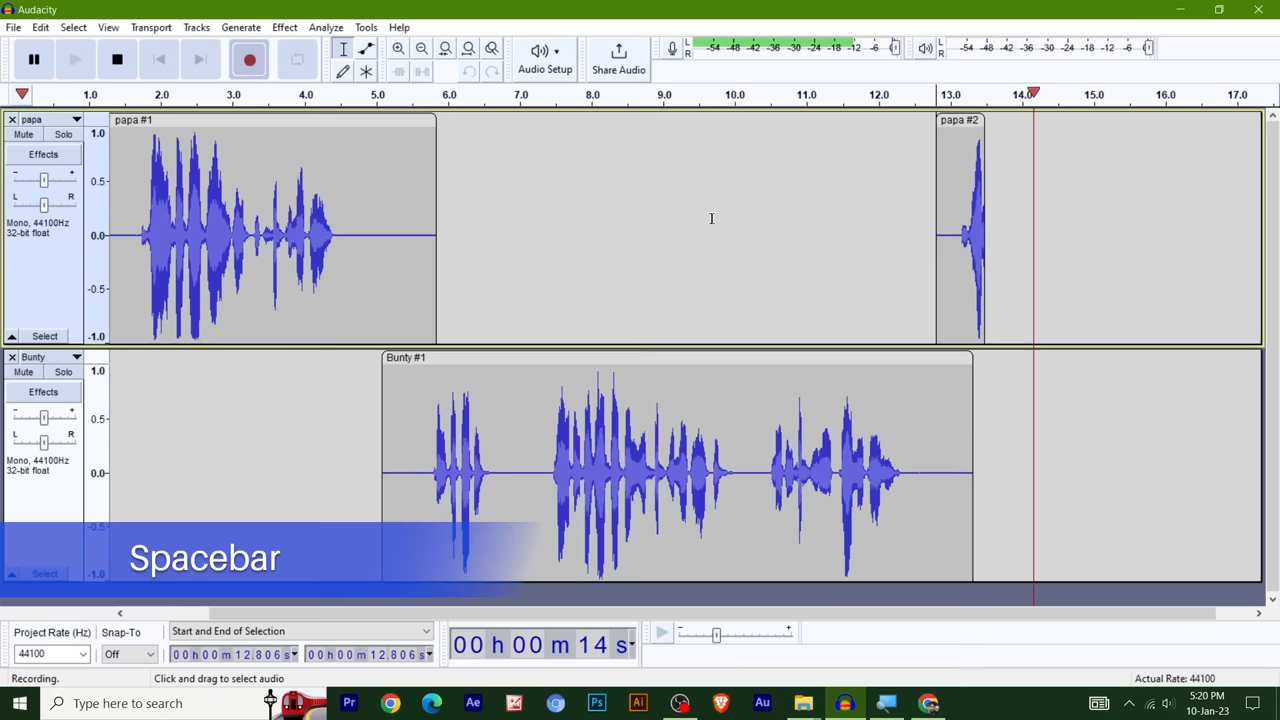 Audacity
File Edit Select View Transport Tracks Generate Effect Analyze Tools Help
L R -54 -48 -42 -36 -30 -24 -18 -12 -6 L R -54 -48 -42 -36 -30 -24 -18 -12 -6
Audio Setup Share Audio
1.0 2.0 3.0 4.0 5.0 6.0 7.0 8.0 9.0 10.0 11.0 12.0 13.0 14.0 15.0 16.0 17.0
papa papa #1 papa #2
Mute Solo 1.0
Effects
- + 0.5
L R
Mono, 44100Hz
32-bit float 0.0
-0.5
Select -1.0
Bunty Bunty #1
Mute Solo 1.0
Effects
- + 0.5
L R
Mono, 44100Hz
32-bit float 0.0
-0.5
Spacebar
Select -1.0
Project Rate (Hz) Snap-To Start and End of Selection
44100 Off 00 h 00 m 12.806 s 00 h 00 m 12.806 s 00 h 00 m 14 s - +
Recording. Click and drag to select audio Actual Rate: 44100
Type here to search Pr Ae Ps Ai Au 5:20 PM
10-Jan-23